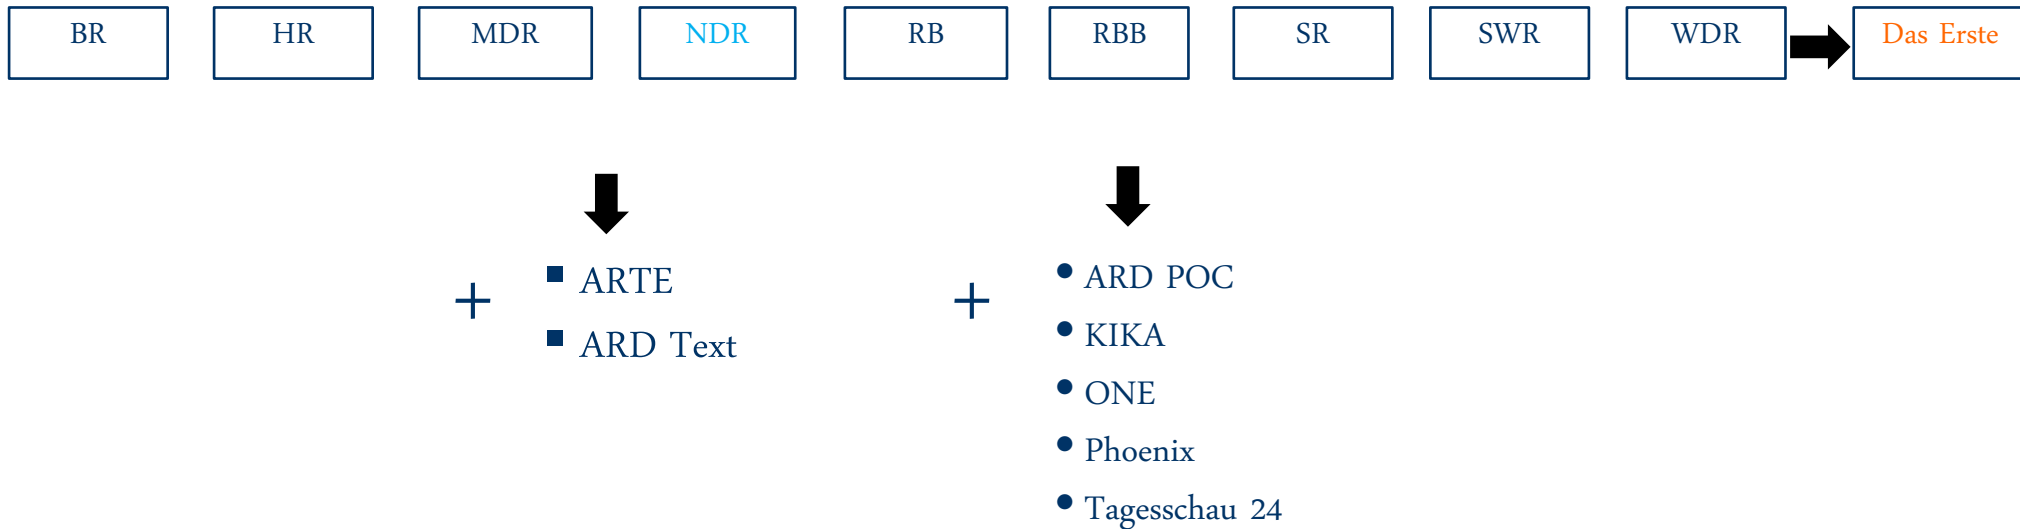 BR HR MDR NDR RB RBB SR SWR WDR Das Erste
+
ARTE
ARD Text
+
ARD POC
KIKA
ONE
Phoenix
Tagesschau 24